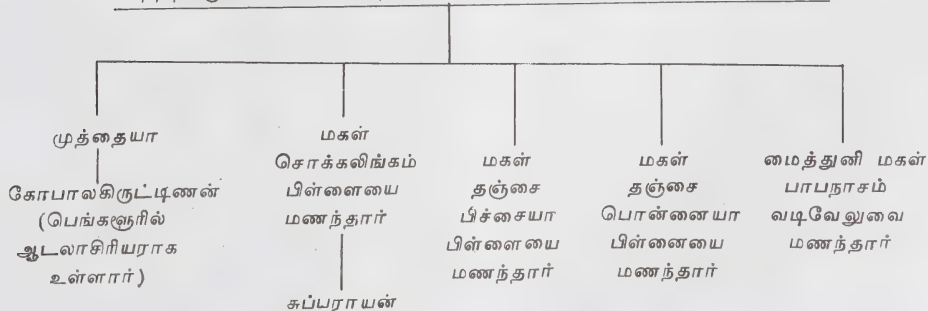 முத்தையா
கோபாலகிருட்டிணன்
(பெங்களூரில்
ஆடலாசிரியராக
உள்ளார்)
மகள்
சொக்கலிங்கம்
பிள்ளையை
மணந்தார்
சுப்பராயன்
மகள்
தஞ்சை
பிச்சையா
பிள்ளையை
மணந்தார்
மகள்
தஞ்சை
பொன்னையா
பிள்னையை
மணந்தார்
மைத்துனி மகள்
பாபநாசம்
வடிவேலுவை
மணந்தார்